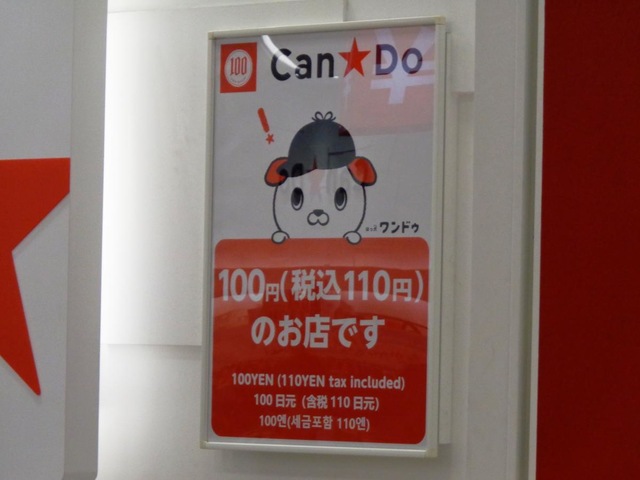 100
Can★Do
!
ワンドゥ
100円(税込110円)
のお店です
100YEN (110YEN tax included)
100 日元 (含税 110 日元)
100엔(세금포함 110엔)